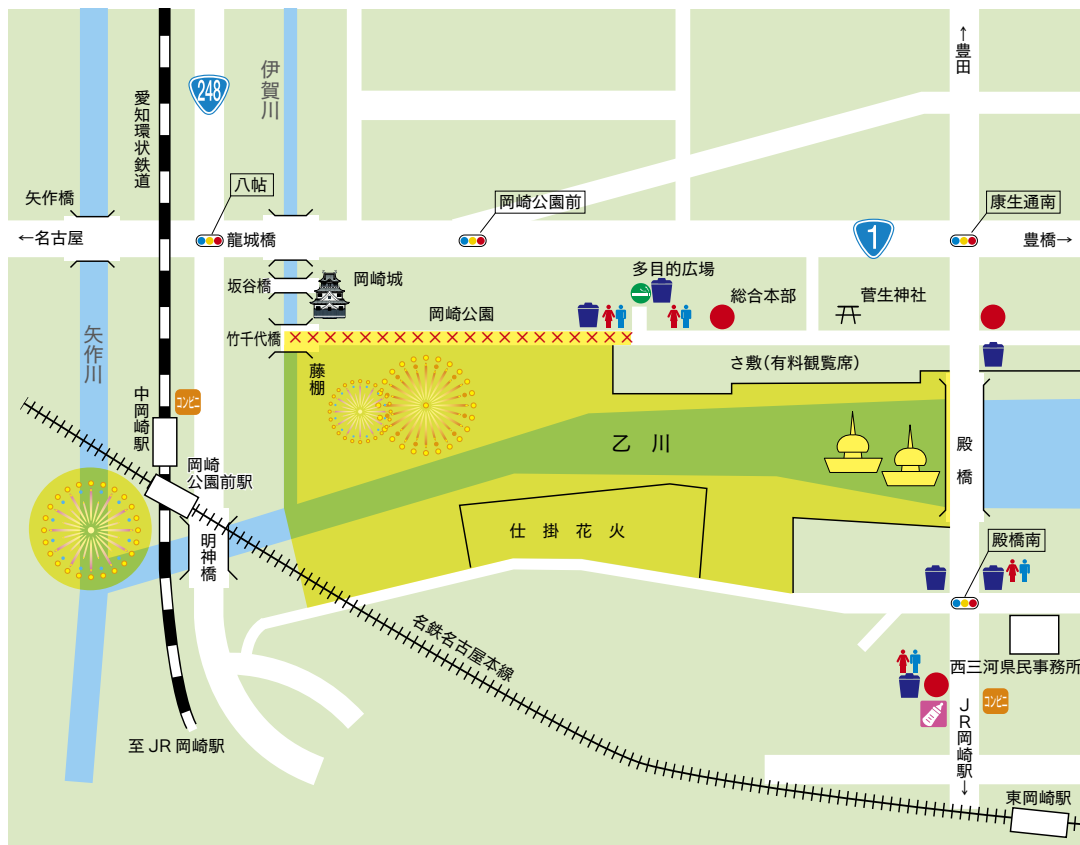 ↑豊田
伊賀川
248
愛知環状鉄道
八帖
矢作橋
岡崎公園前
康生通南
←名古屋
龍城橋
1
豊橋→
坂谷橋
岡崎城
多目的広場
総合本部
菅生神社
岡崎公園
竹千代橋
矢作川
藤棚
さ敷(有料観覧席)
中岡崎駅
コンビニ
乙川
殿橋
岡崎
公園前駅
仕掛花火
明神橋
殿橋南
名鉄名古屋本線
西三河県民事務所
コンビニ
JR岡崎駅→
至JR岡崎駅
東岡崎駅